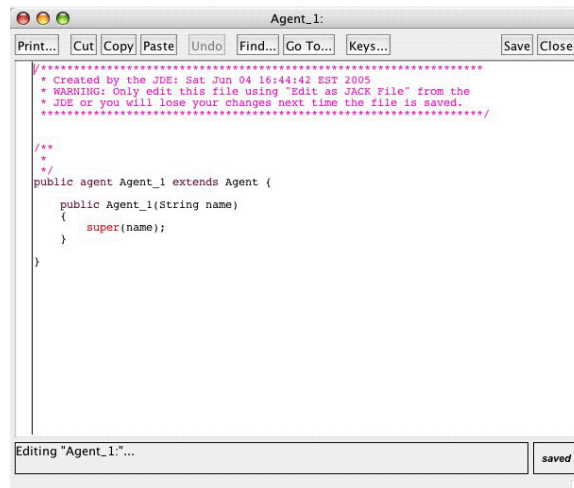 Agent_1:
Print... Cut Copy Paste Undo Find... Go To... Keys... Save Close
/*******************************************************************
 * Created by the JDE: Sat Jun 04 16:44:42 EST 2005
 * WARNING: Only edit this file using "Edit as JACK File" from the
 * JDE or you will lose your changes next time the file is saved.
 *******************************************************************/
/**
 *
 */
public agent Agent_1 extends Agent {
    public Agent_1(String name)
    {
        super(name);
    }
}
Editing "Agent_1:"...
saved